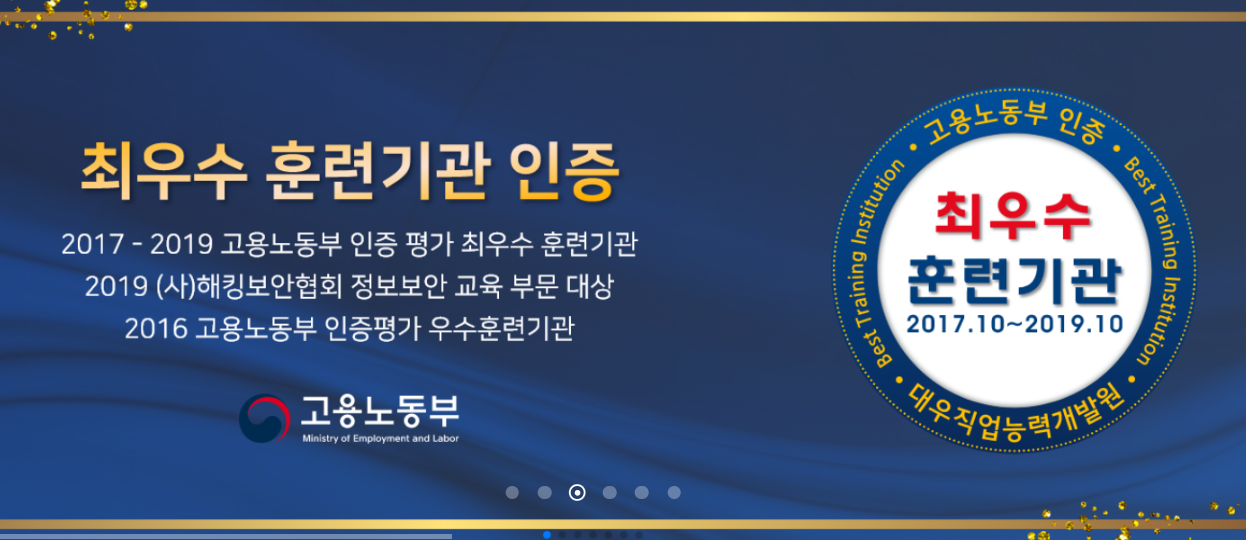 최우수 훈련기관 인증
2017 - 2019 고용노동부 인증 평가 최우수 훈련기관
2019 (사)해킹보안협회 정보보안 교육 부문 대상
2016 고용노동부 인증평가 우수훈련기관
고용노동부
Ministry of Employment and Labor
• 고용노동부 인증 •
Best Training Institution
최우수
훈련기관
2017.10~2019.10
Best Training Institution
• 대우직업능력개발원 •